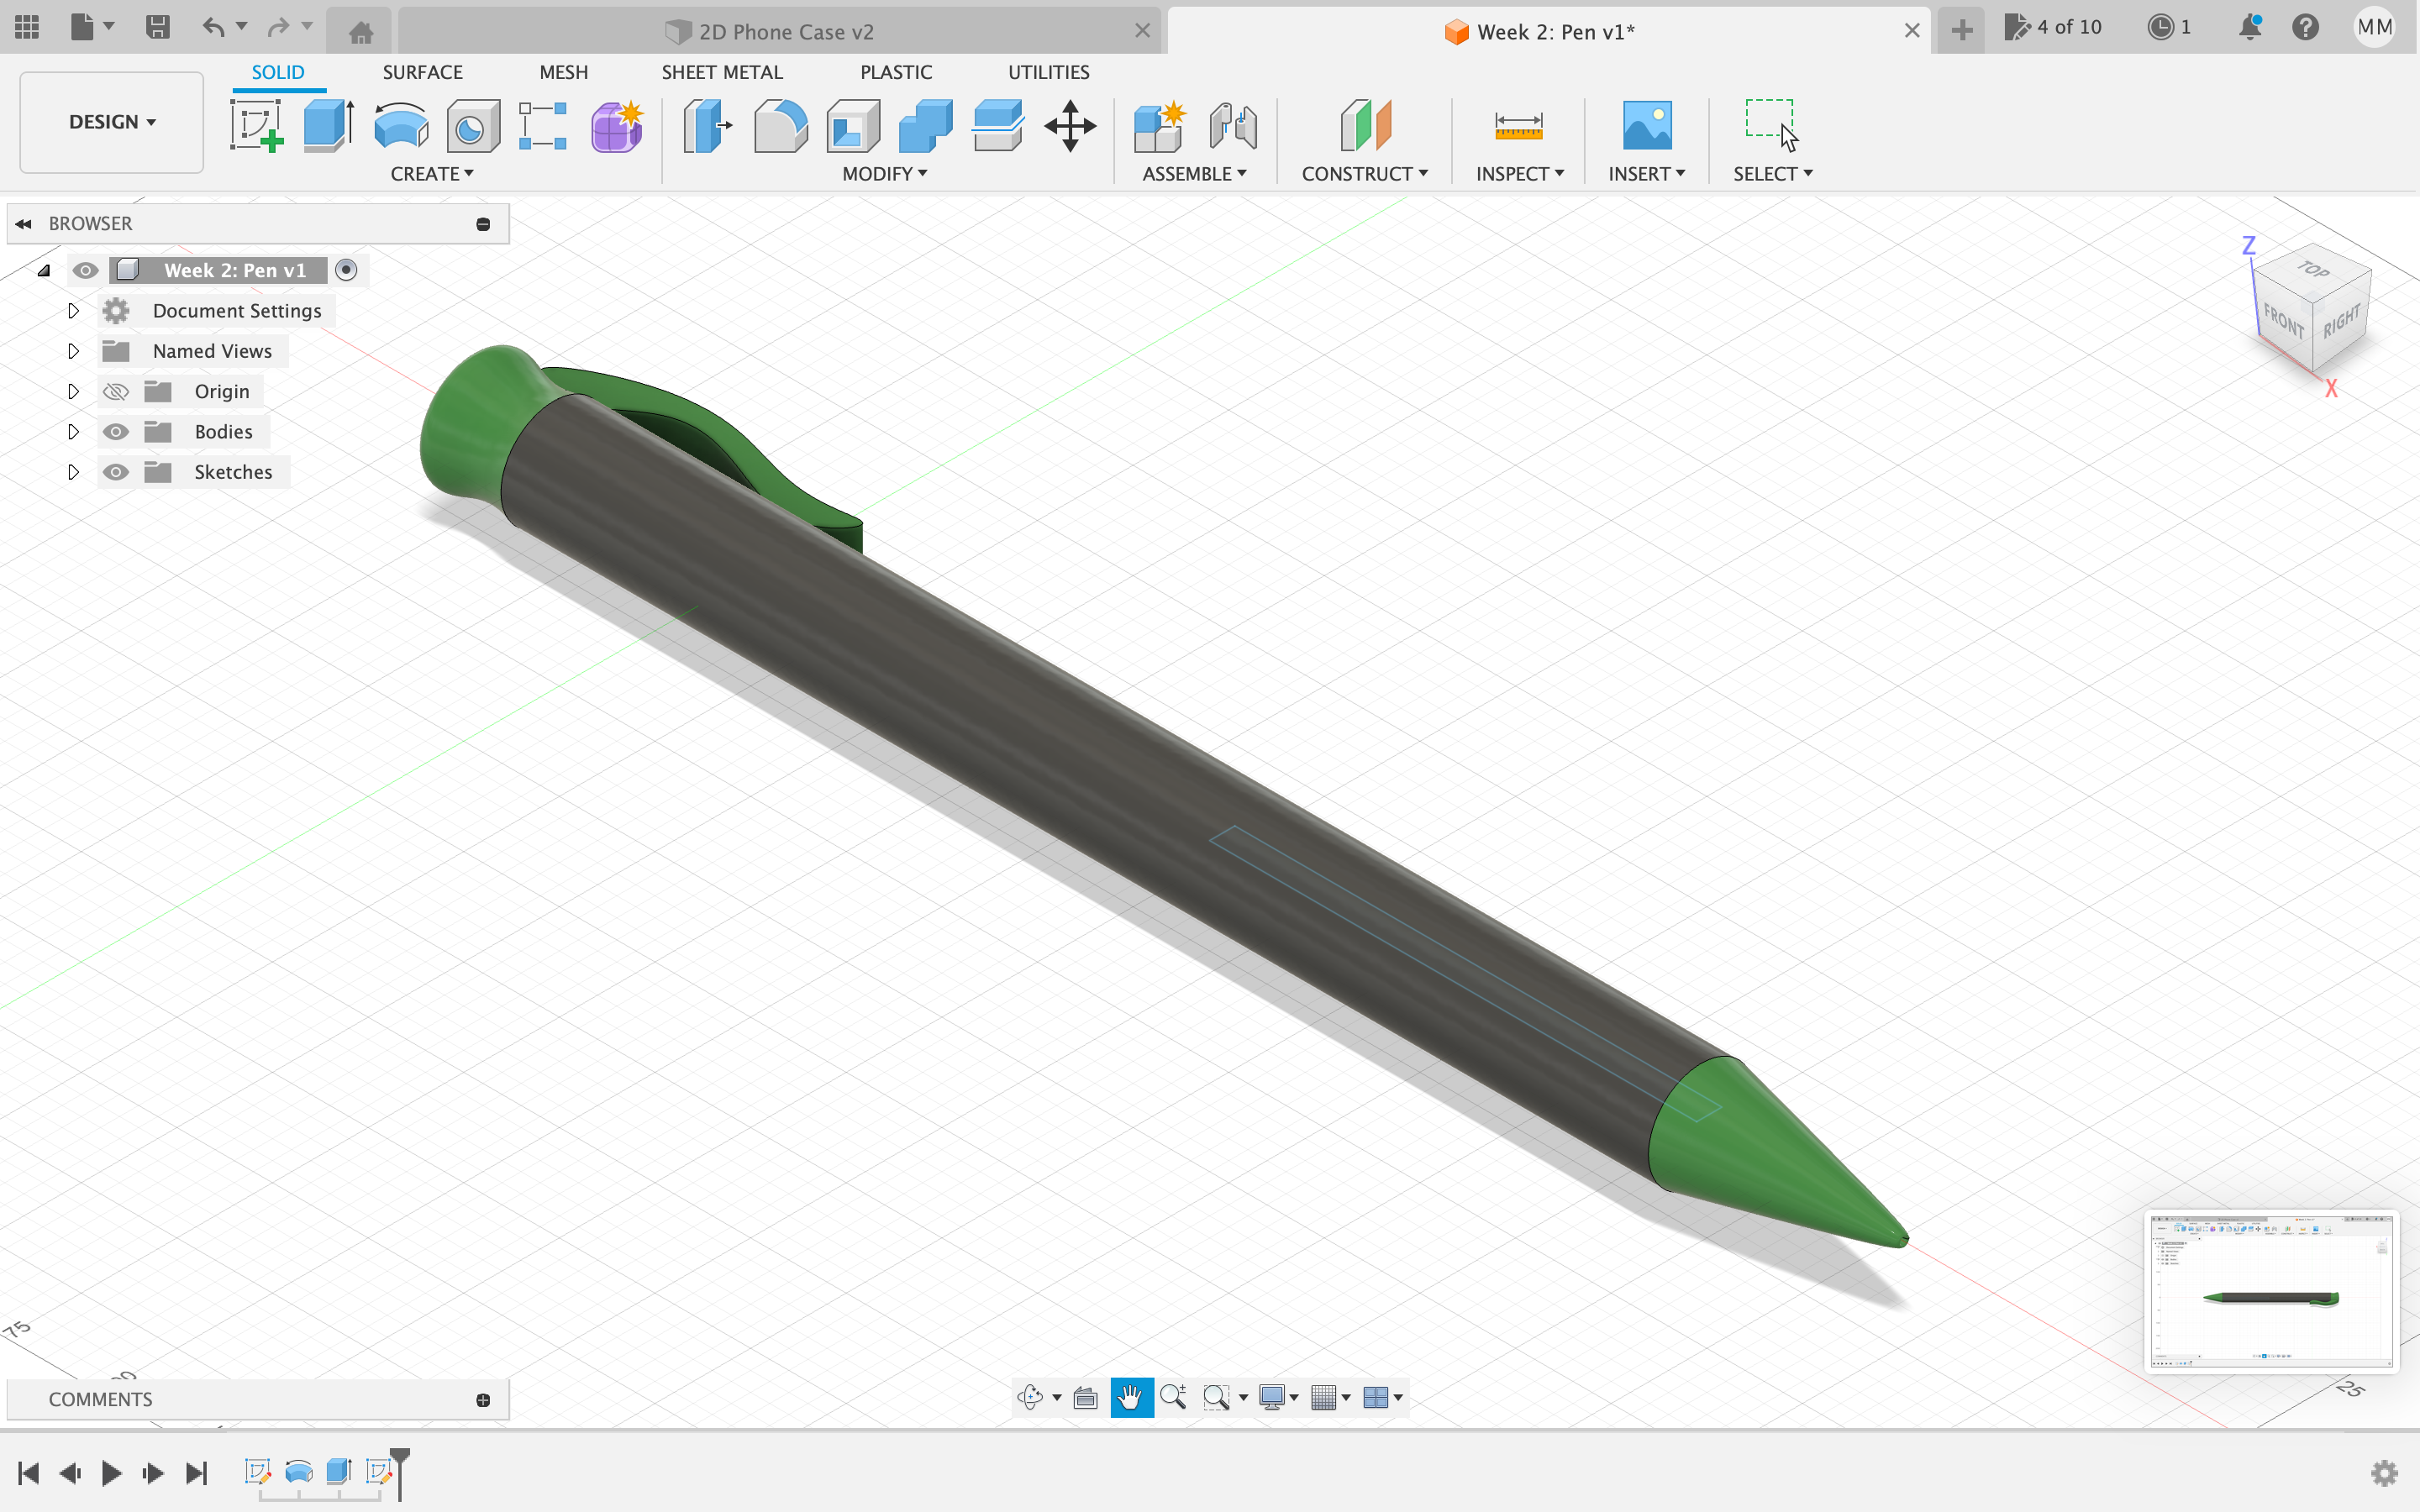 2D Phone Case v2
Week 2: Pen v1*
4 of 10
1
MM
DESIGN
SOLID
SURFACE
MESH
SHEET METAL
PLASTIC
UTILITIES
CREATE
MODIFY
ASSEMBLE
CONSTRUCT
INSPECT
INSERT
SELECT
BROWSER
Week 2: Pen v1
Document Settings
Named Views
Origin
Bodies
Sketches
Z
TOP
FRONT
RIGHT
X
75
25
COMMENTS